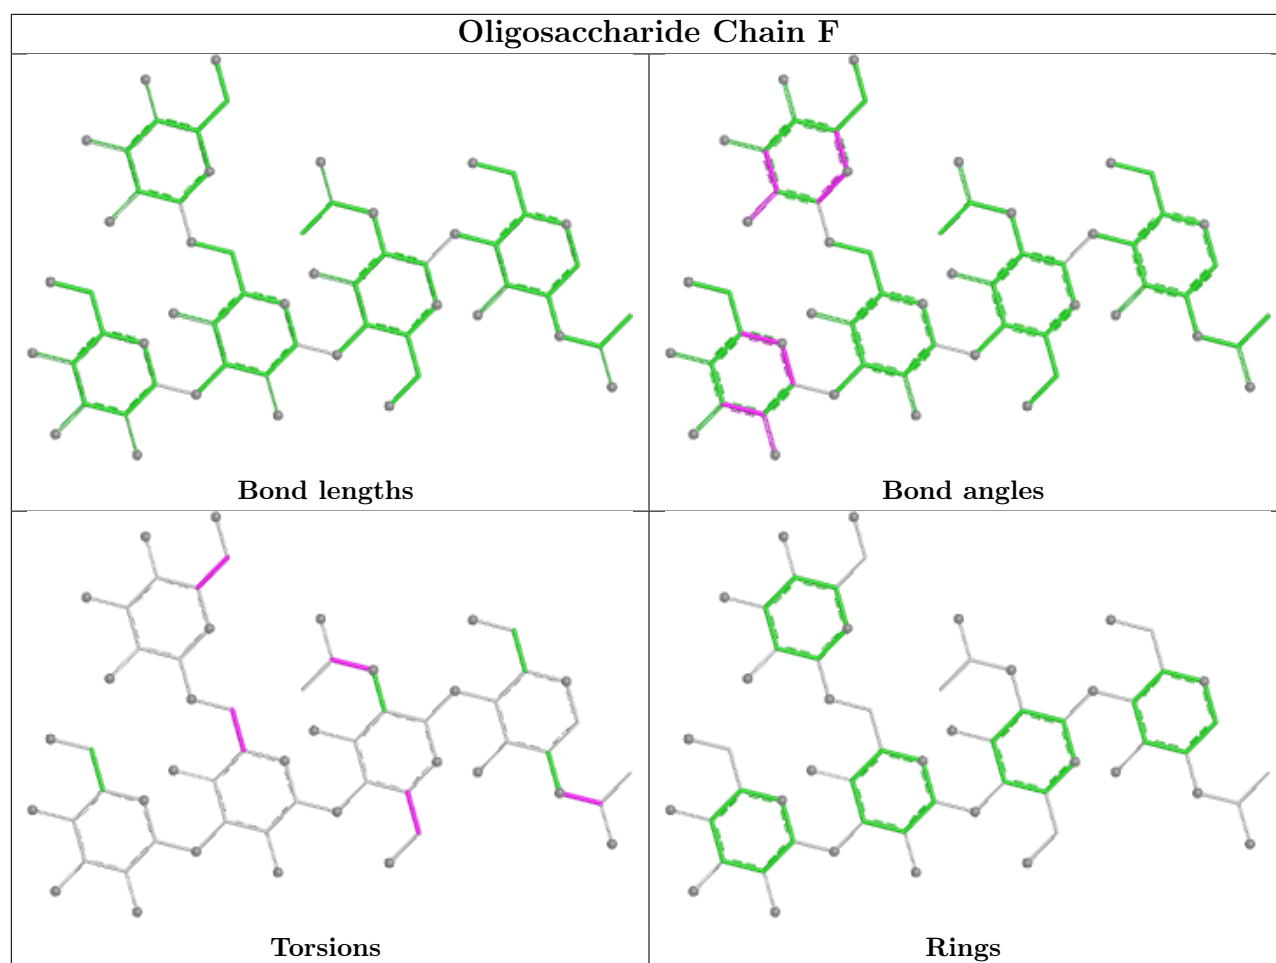 Oligosaccharide Chain F
Bond lengths
Bond angles
Torsions
Rings